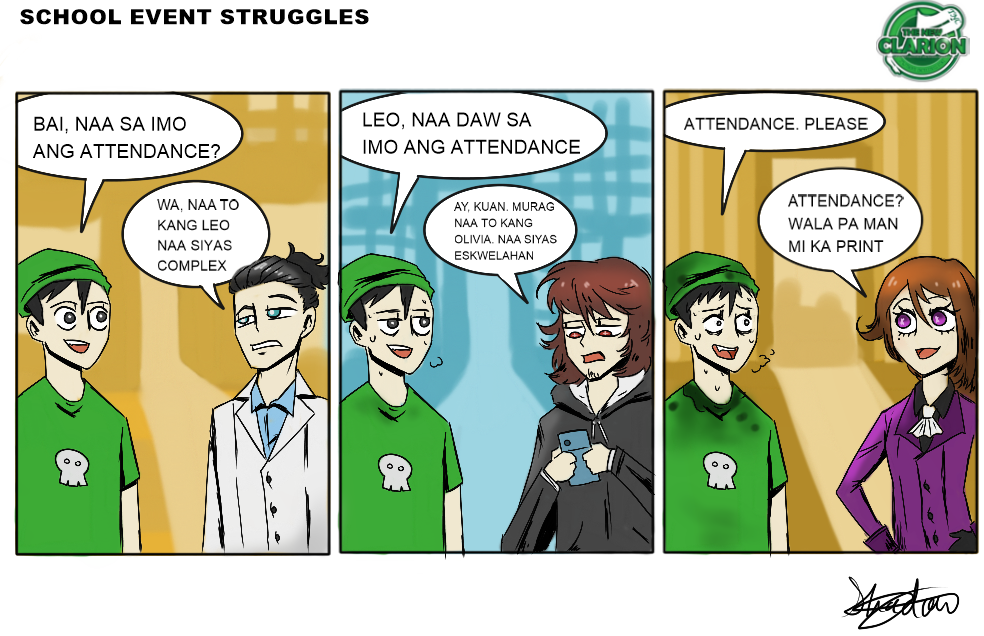 SCHOOL EVENT STRUGGLES
THE NEW
CLARION
BAI, NAA SA IMO
ANG ATTENDANCE?
WA, NAA TO
KANG LEO
NAA SIYAS
COMPLEX
LEO, NAA DAW SA
IMO ANG ATTENDANCE
AY, KUAN. MURAG
NAA TO KANG
OLIVIA. NAA SIYAS
ESKWELAHAN
ATTENDANCE. PLEASE
ATTENDANCE?
WALA PA MAN
MI KA PRINT